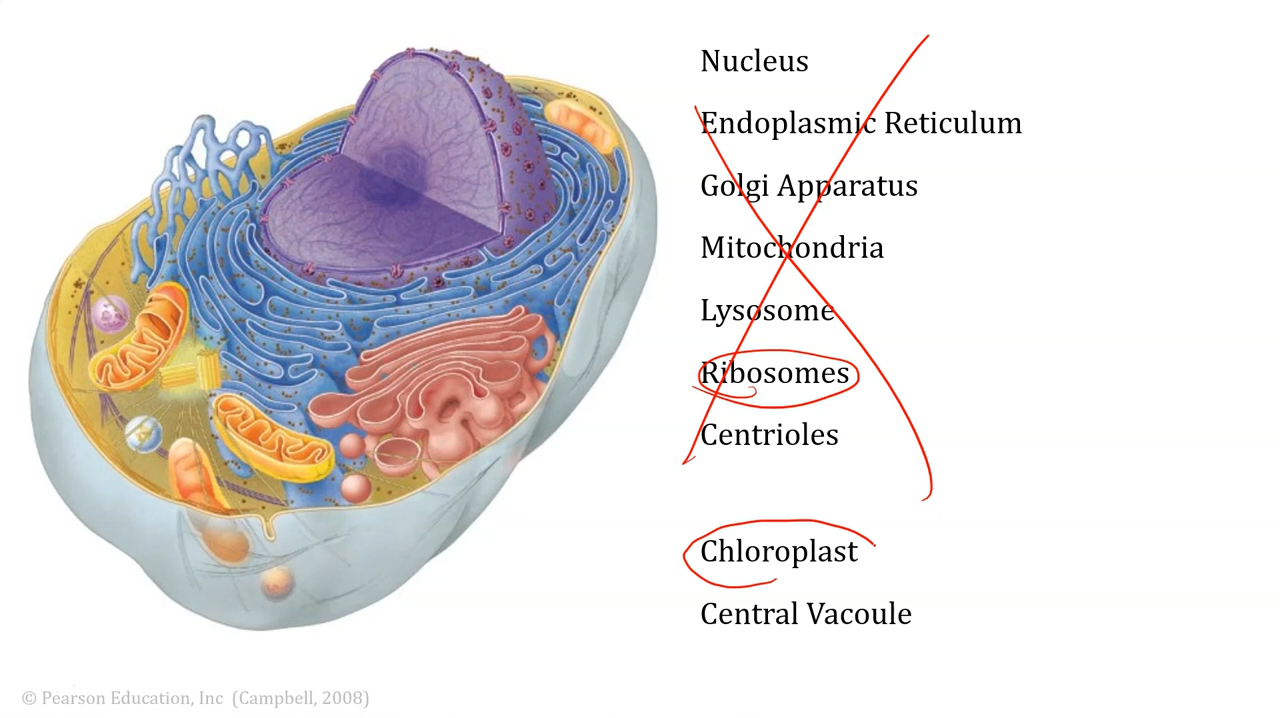 Nucleus
Endoplasmic Reticulum
Golgi Apparatus
Mitochondria
Lysosome
Ribosomes
Centrioles
Chloroplast
Central Vacoule
© Pearson Education, Inc (Campbell, 2008)